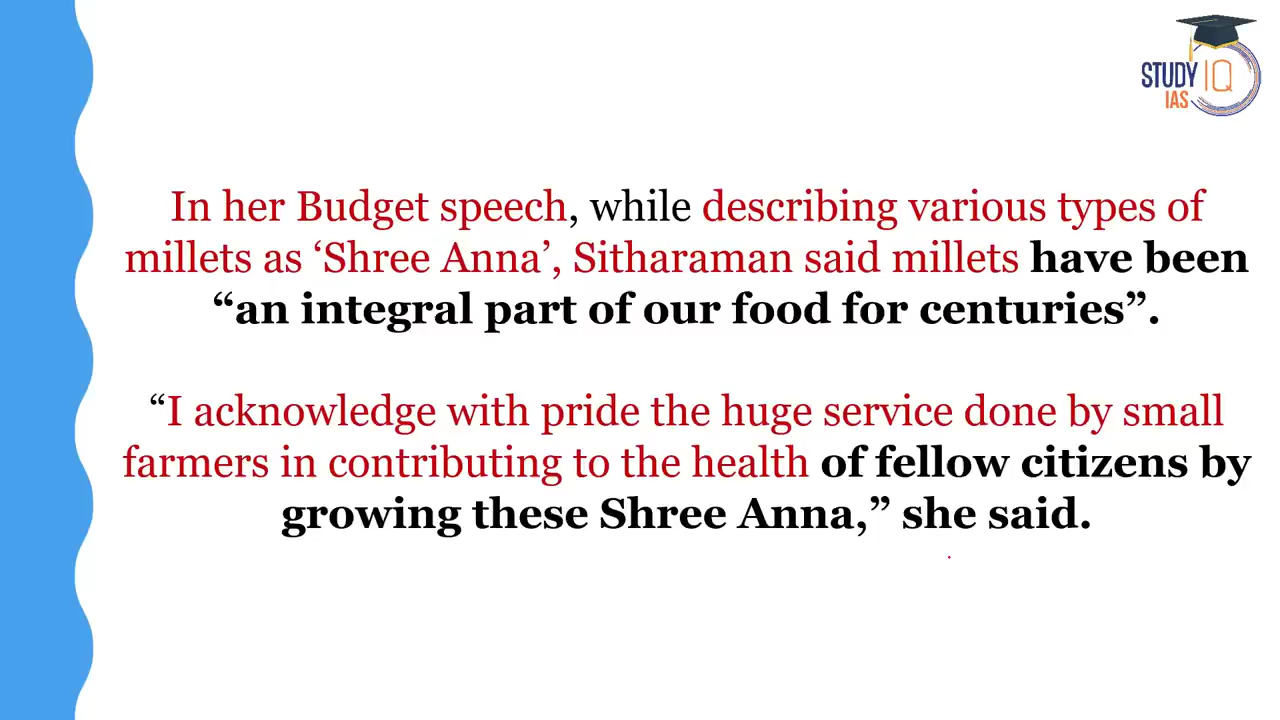 STUDY IQ
IAS
In her Budget speech, while describing various types of
millets as ‘Shree Anna’, Sitharaman said millets have been
“an integral part of our food for centuries”.
“I acknowledge with pride the huge service done by small
farmers in contributing to the health of fellow citizens by
growing these Shree Anna,” she said.